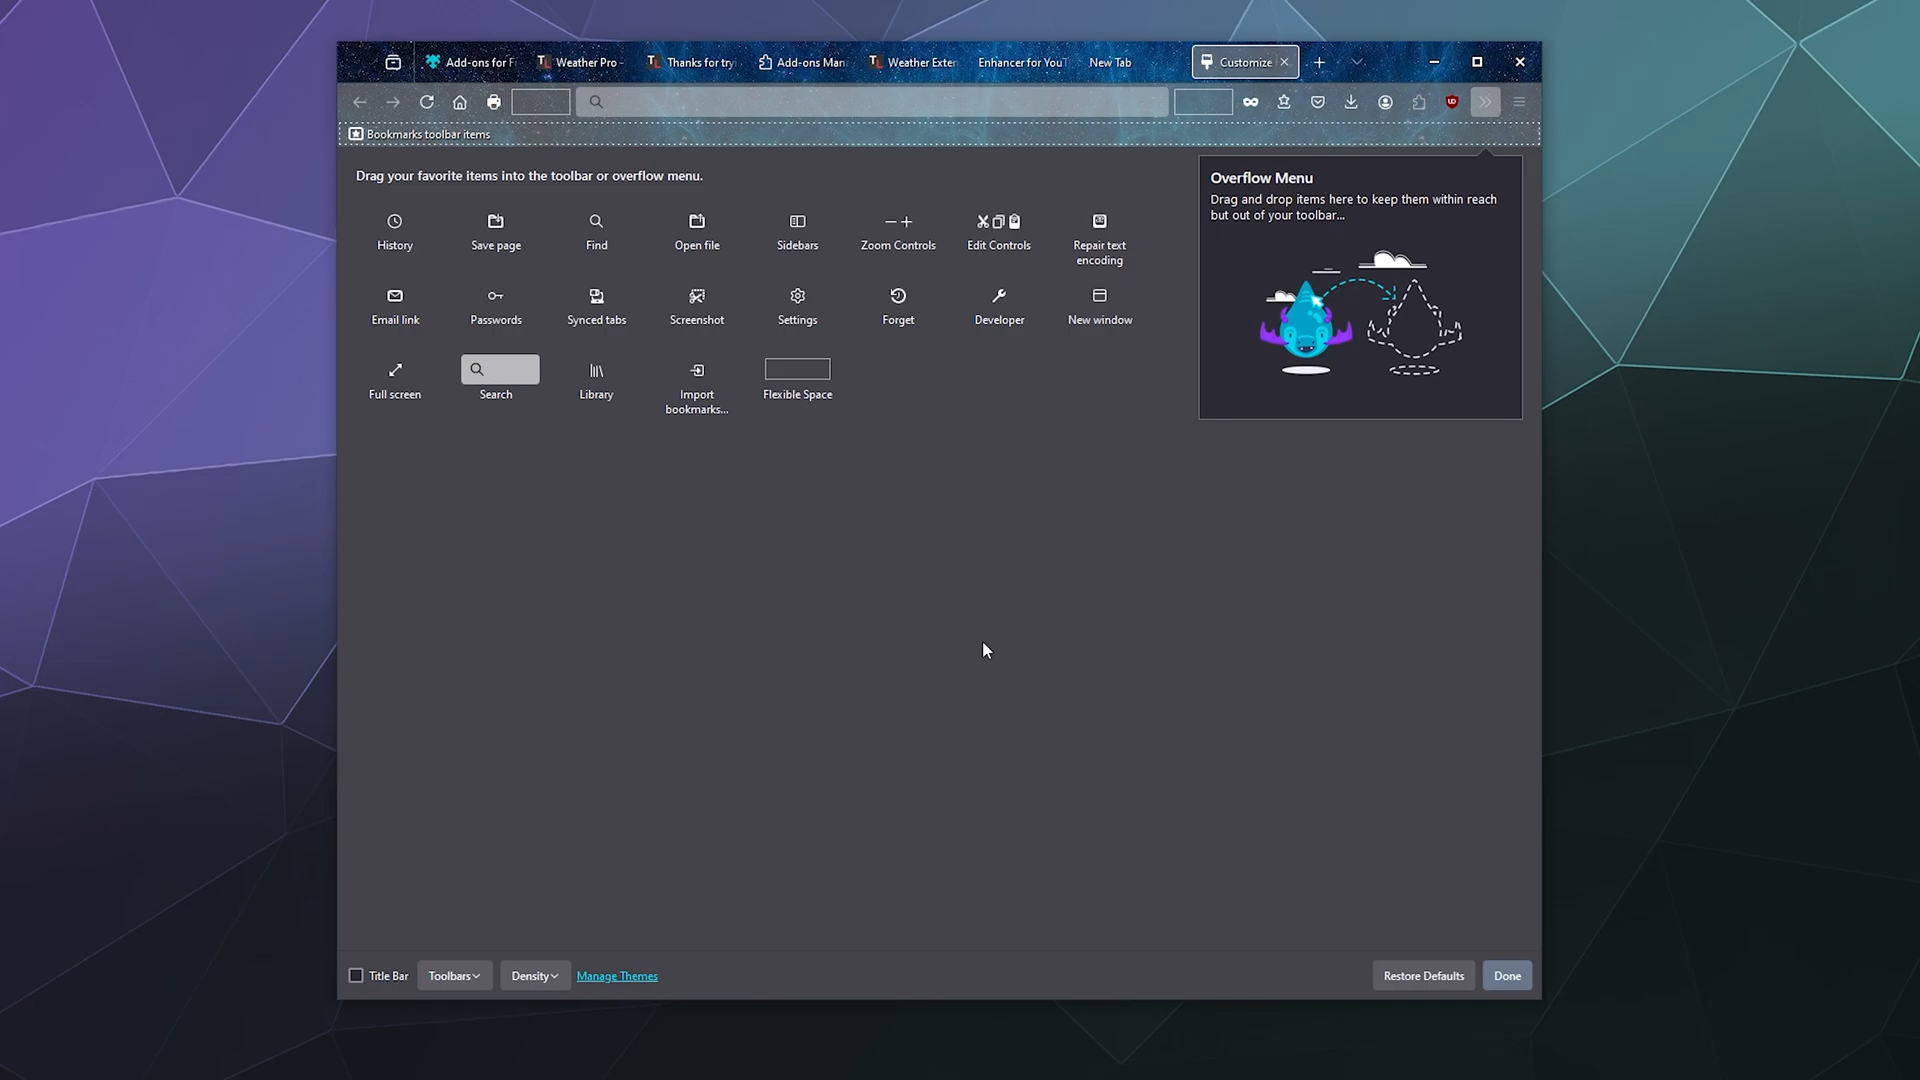 Add-ons for Fi
Weather Pro -
Thanks for try
Add-ons Man
Weather Exten
Enhancer for YouT
New Tab
Customize
Bookmarks toolbar items
Drag your favorite items into the toolbar or overflow menu.
History
Save page
Find
Open file
Sidebars
Zoom Controls
Edit Controls
Repair text
encoding
Email link
Passwords
Synced tabs
Screenshot
Settings
Forget
Developer
New window
Full screen
Search
Library
Import
bookmarks...
Flexible Space
Overflow Menu
Drag and drop items here to keep them within reach
but out of your toolbar...
Title Bar
Toolbars
Density
Manage Themes
Restore Defaults
Done